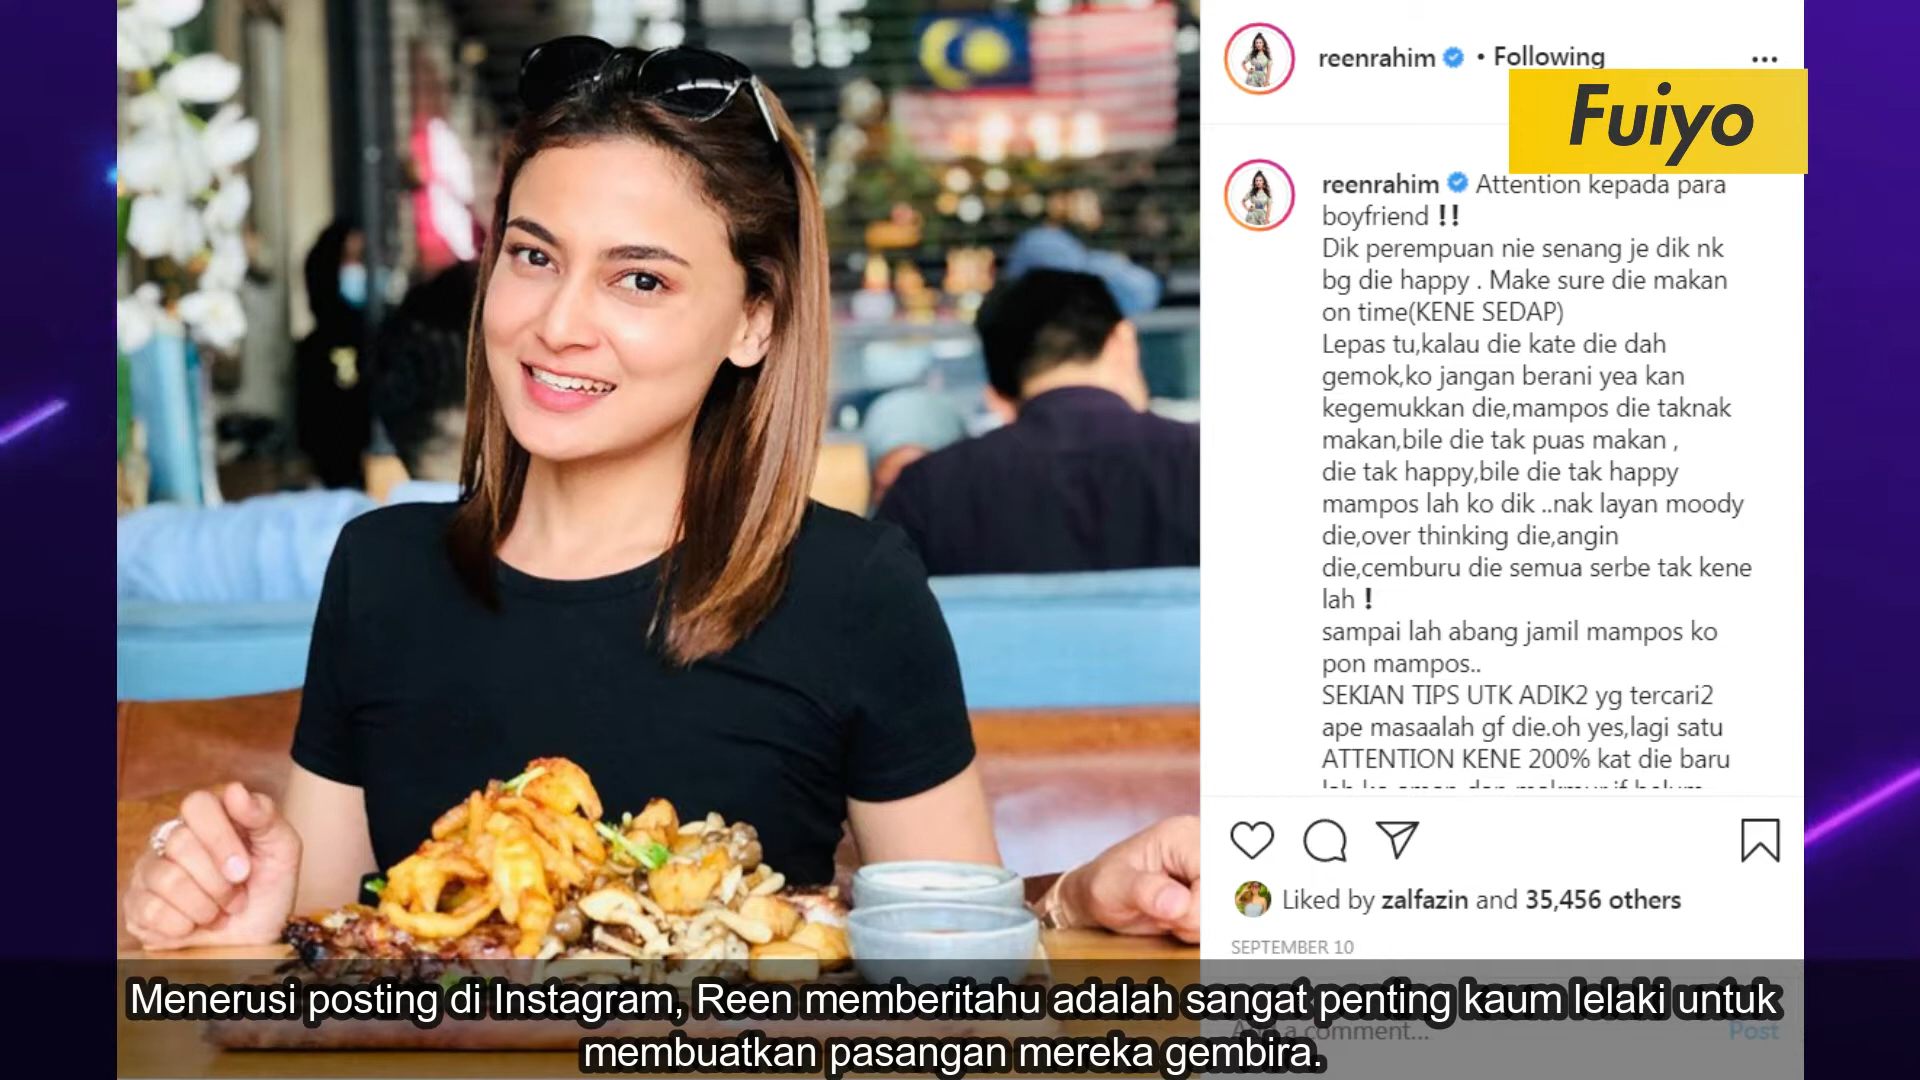 reenrahim • Following
Fuiyo
reenrahim Attention kepada para
boyfriend !!
Dik perempuan nie senang je dik nk
bg die happy . Make sure die makan
on time(KENE SEDAP)
Lepas tu,kalau die kate die dah
gemok,ko jangan berani yea kan
kegemukkan die,mampos die taknak
makan,bile die tak puas makan ,
die tak happy,bile die tak happy
mampos lah ko dik ..nak layan moody
die,over thinking die,angin
die,cemburu die semua serbe tak kene
lah !
sampai lah abang jamil mampos ko
pon mampos..
SEKIAN TIPS UTK ADIK2 yg tercari2
ape masaalah gf die.oh yes,lagi satu
ATTENTION KENE 200% kat die baru
Liked by zalfazin and 35,456 others
SEPTEMBER 10
Add a comment...
Post
Menerusi posting di Instagram, Reen memberitahu adalah sangat penting kaum lelaki untuk
membuatkan pasangan mereka gembira.